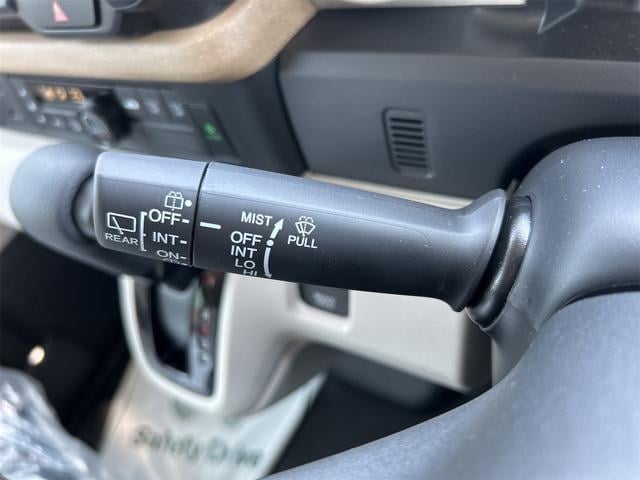 OFF
REAR
INT
ON
MIST
PULL
OFF
INT
LO
HI
Safety Drive